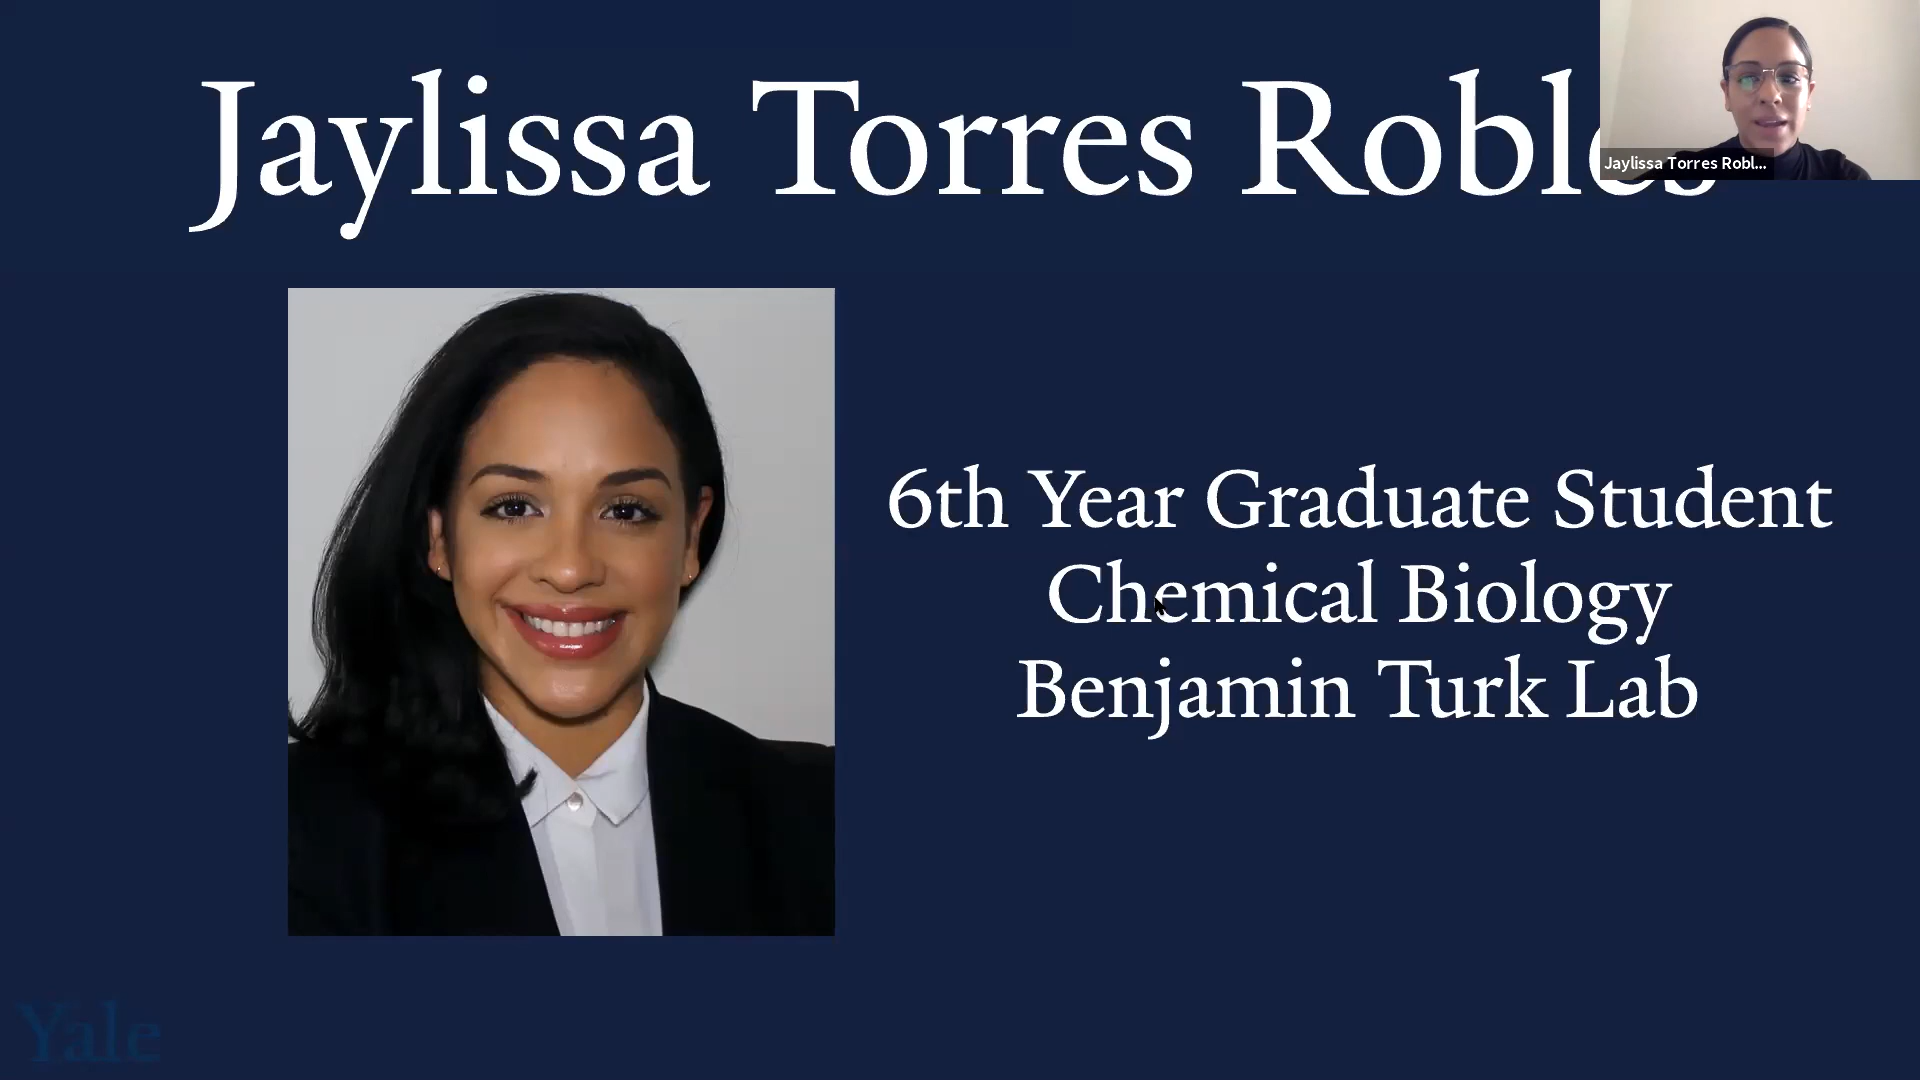 Jaylissa Torres Robles
Jaylissa Torres Robl...
6th Year Graduate Student
Chemical Biology
Benjamin Turk Lab
Yale